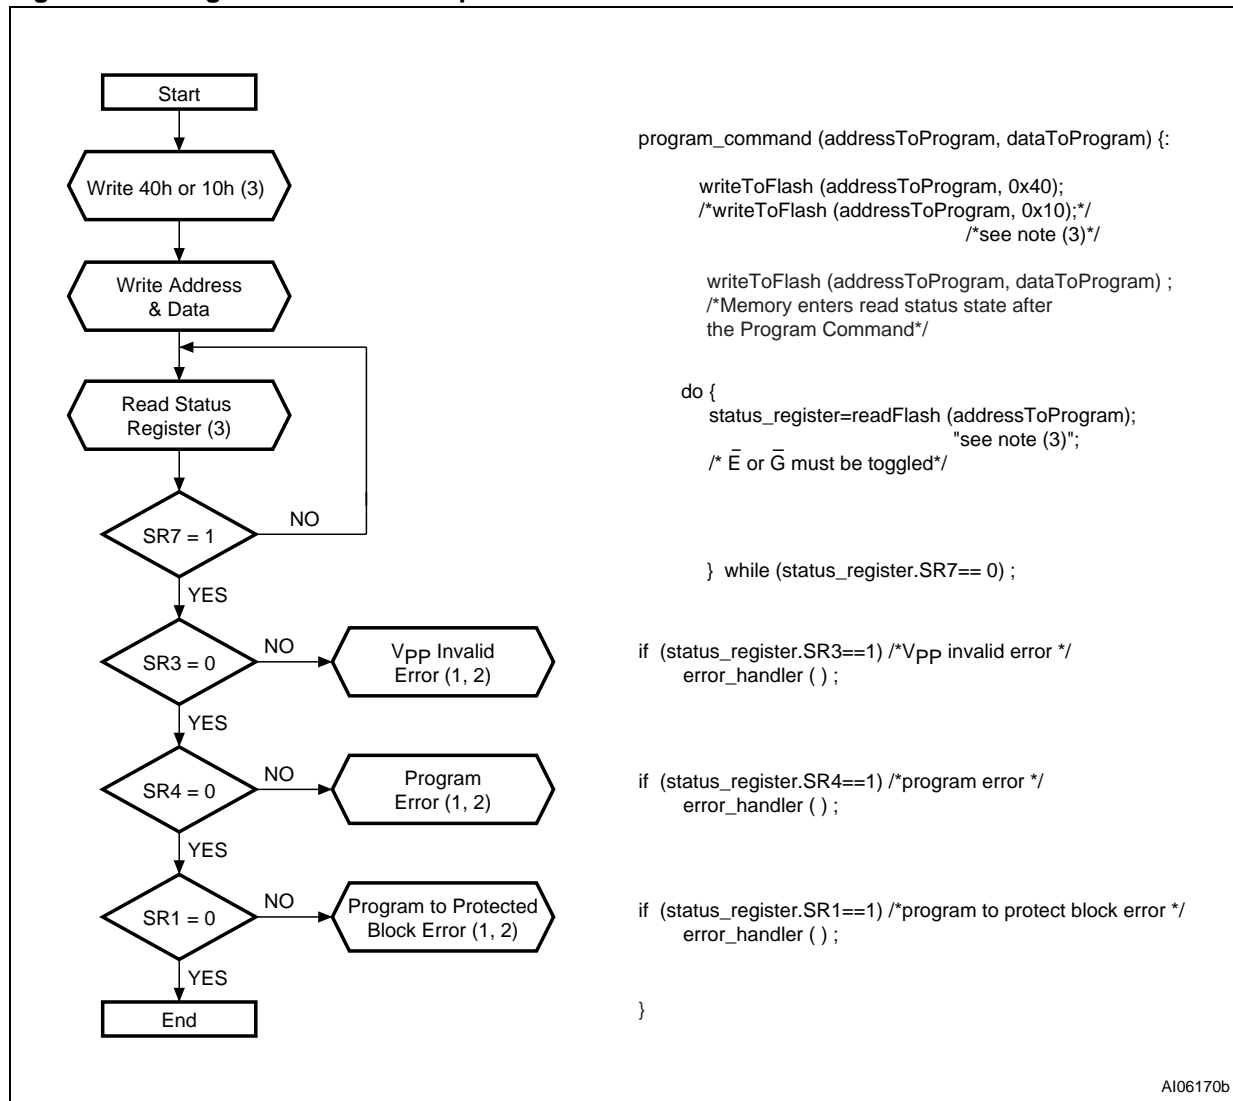 Start
Write 40h or 10h (3)
Write Address
& Data
Read Status
Register (3)
SR7 = 1
NO
YES
SR3 = 0
NO
VPP Invalid
Error (1, 2)
YES
SR4 = 0
NO
Program
Error (1, 2)
YES
SR1 = 0
NO
Program to Protected
Block Error (1, 2)
YES
End
program_command (addressToProgram, dataToProgram) {:
writeToFlash (addressToProgram, 0x40);
/*writeToFlash (addressToProgram, 0x10);*/
/*see note (3)*/
writeToFlash (addressToProgram, dataToProgram) ;
/*Memory enters read status state after
the Program Command*/
do {
status_register=readFlash (addressToProgram);
"see note (3)";
/* E̅ or G̅ must be toggled*/
} while (status_register.SR7== 0) ;
if (status_register.SR3==1) /*VPP invalid error */
error_handler ( ) ;
if (status_register.SR4==1) /*program error */
error_handler ( ) ;
if (status_register.SR1==1) /*program to protect block error */
error_handler ( ) ;
}
AI06170b